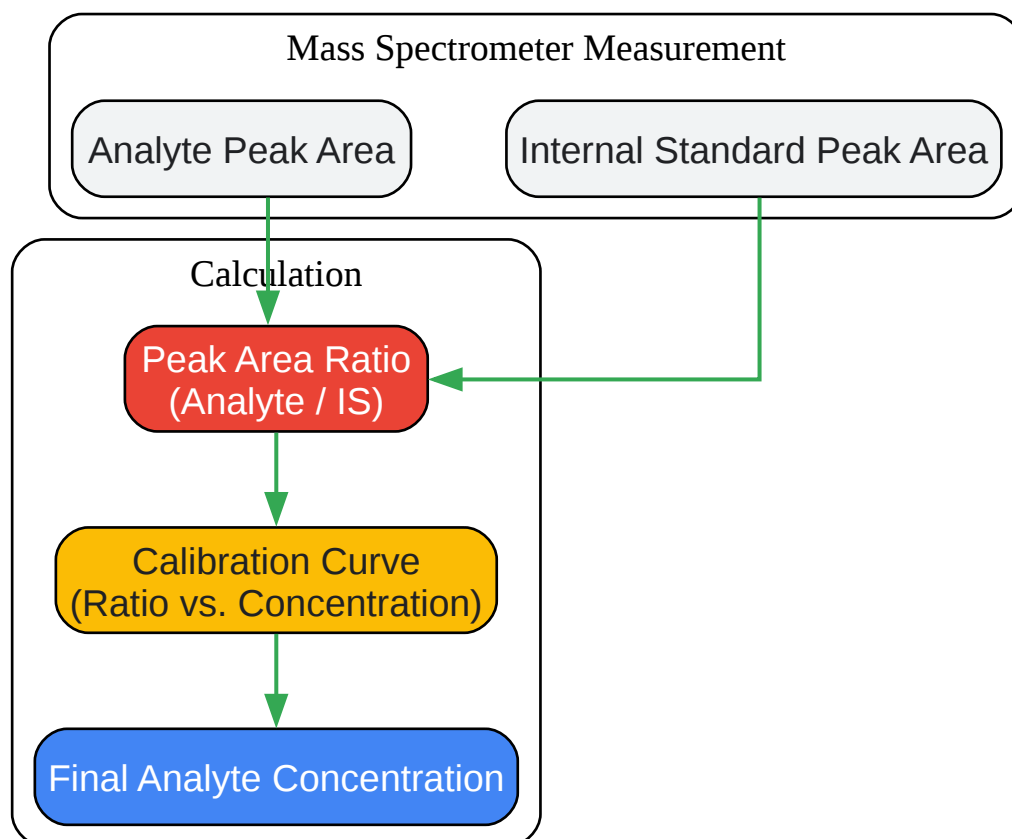 Mass Spectrometer Measurement
Analyte Peak Area
Internal Standard Peak Area
Calculation
Peak Area Ratio
(Analyte / IS)
Calibration Curve
(Ratio vs. Concentration)
Final Analyte Concentration